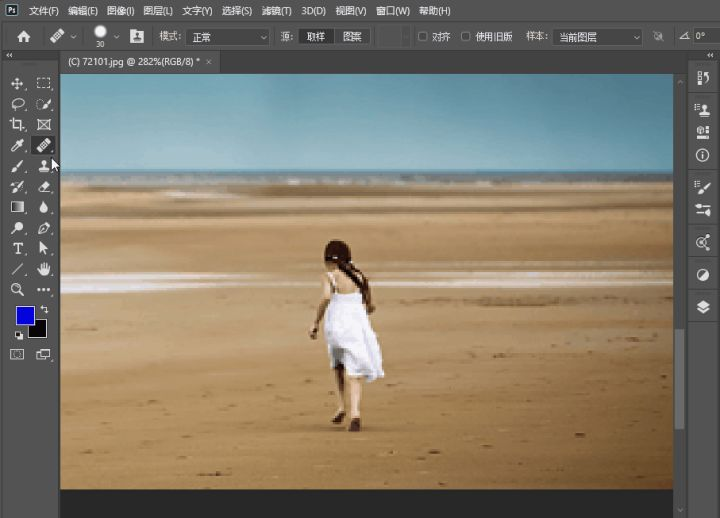 Ps 文件(F) 编辑(E) 图像(I) 图层(L) 文字(Y) 选择(S) 滤镜(T) 3D(D) 视图(V) 窗口(W) 帮助(H)
30 模式: 正常 源: 取样 图案 对齐 使用旧版 样本: 当前图层 0°
(C) 72101.jpg @ 282%(RGB/8) * ×